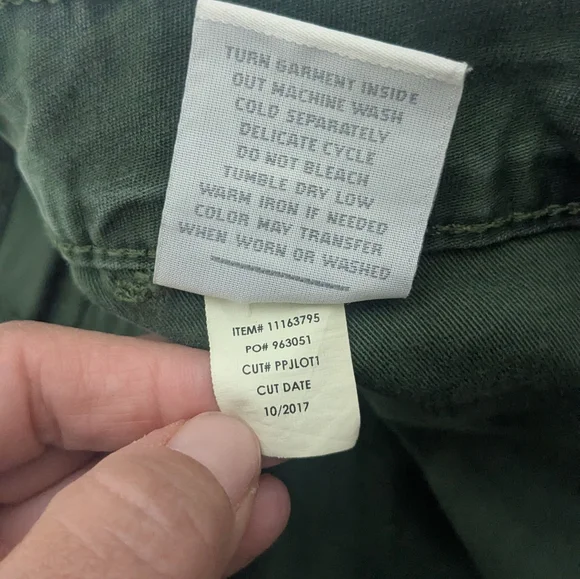 TURN GARMENT INSIDE
OUT MACHINE WASH
COLD SEPARATELY
DELICATE CYCLE
DO NOT BLEACH
TUMBLE DRY LOW
WARM IRON IF NEEDED
COLOR MAY TRANSFER
WHEN WORN OR WASHED
ITEM# 11163795
PO# 963051
CUT# PPJLOT1
CUT DATE
10/2017